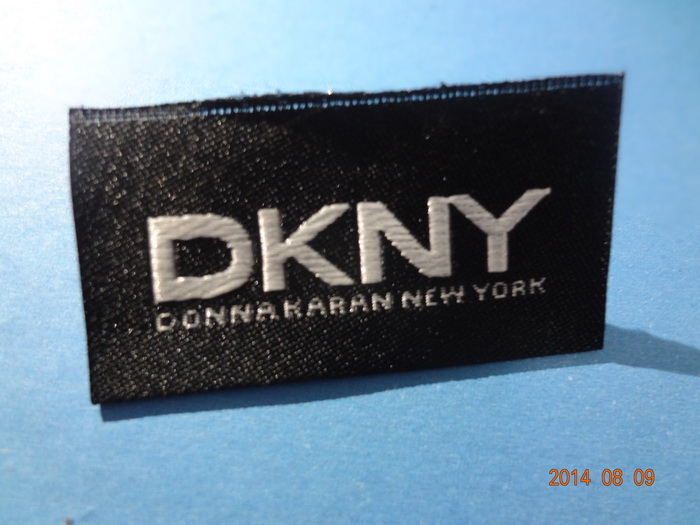 DKNY
DONNA KARAN NEW YORK
2014 08 09